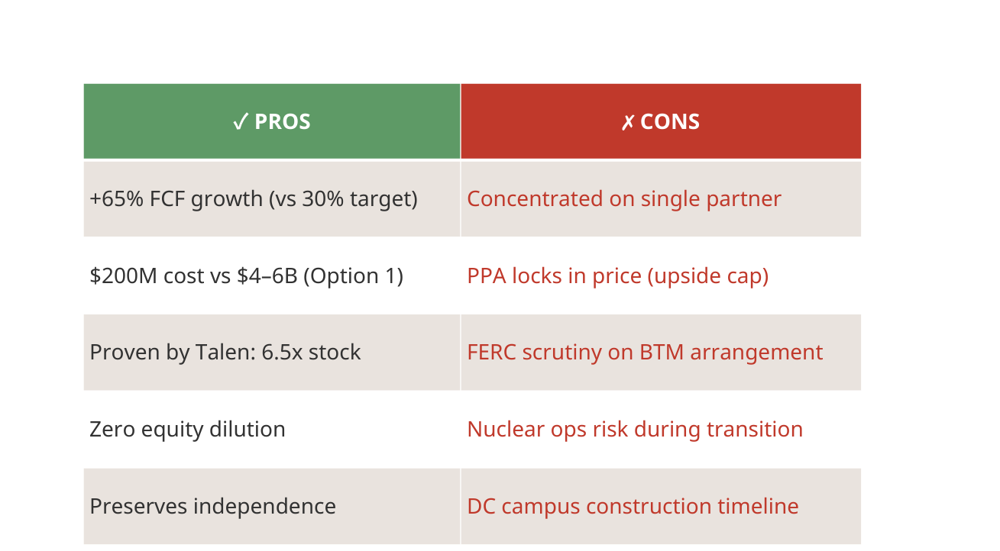 ✓ PROS
✗ CONS
+65% FCF growth (vs 30% target)
Concentrated on single partner
$200M cost vs $4–6B (Option 1)
PPA locks in price (upside cap)
Proven by Talen: 6.5x stock
FERC scrutiny on BTM arrangement
Zero equity dilution
Nuclear ops risk during transition
Preserves independence
DC campus construction timeline